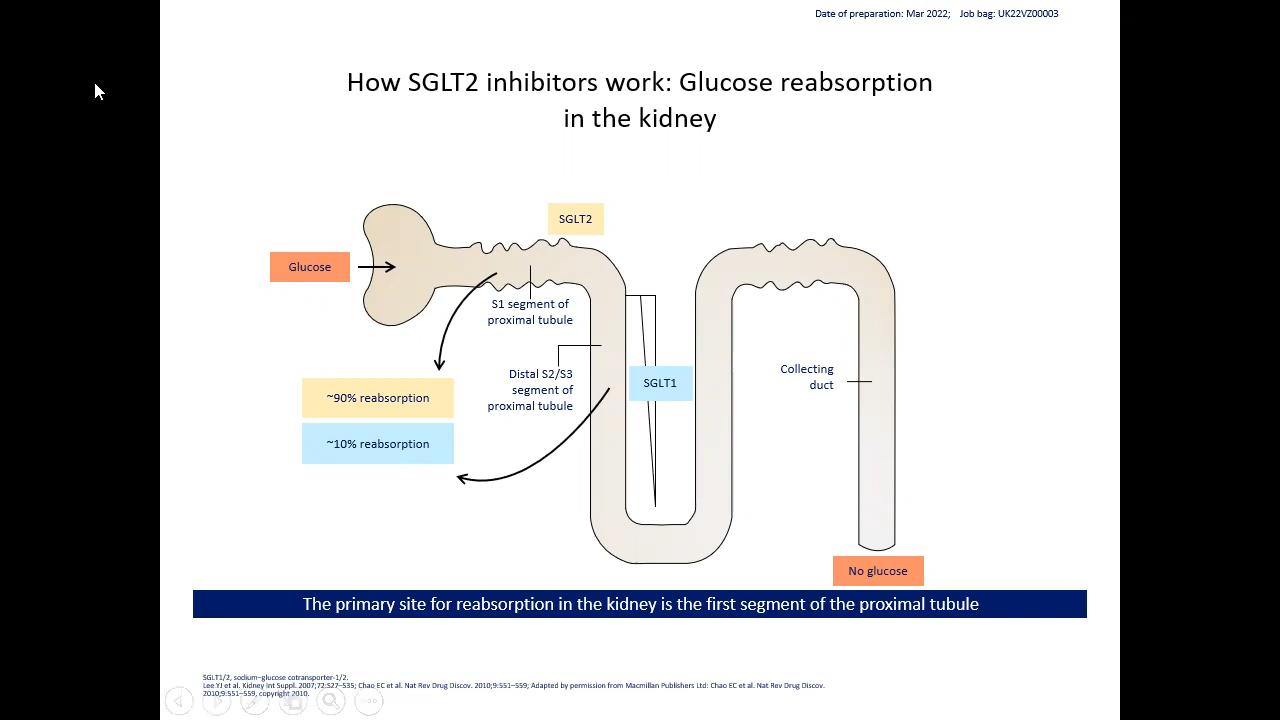 Date of preparation: Mar 2022; Job bag: UK22VZ00003
How SGLT2 inhibitors work: Glucose reabsorption
in the kidney
SGLT2
Glucose
S1 segment of
proximal tubule
Distal S2/S3
segment of
proximal tubule
SGLT1
Collecting
duct
~90% reabsorption
~10% reabsorption
No glucose
The primary site for reabsorption in the kidney is the first segment of the proximal tubule
SGLT1/2, sodium–glucose cotransporter-1/2.
Lee YJ et al. Kidney Int Suppl. 2007;72:S27–S35; Chao EC et al. Nat Rev Drug Discov. 2010;9:551–559; Adapted by permission from Macmillan Publishers Ltd: Chao EC et al. Nat Rev Drug Discov.
2010;9:551–559, copyright 2010.